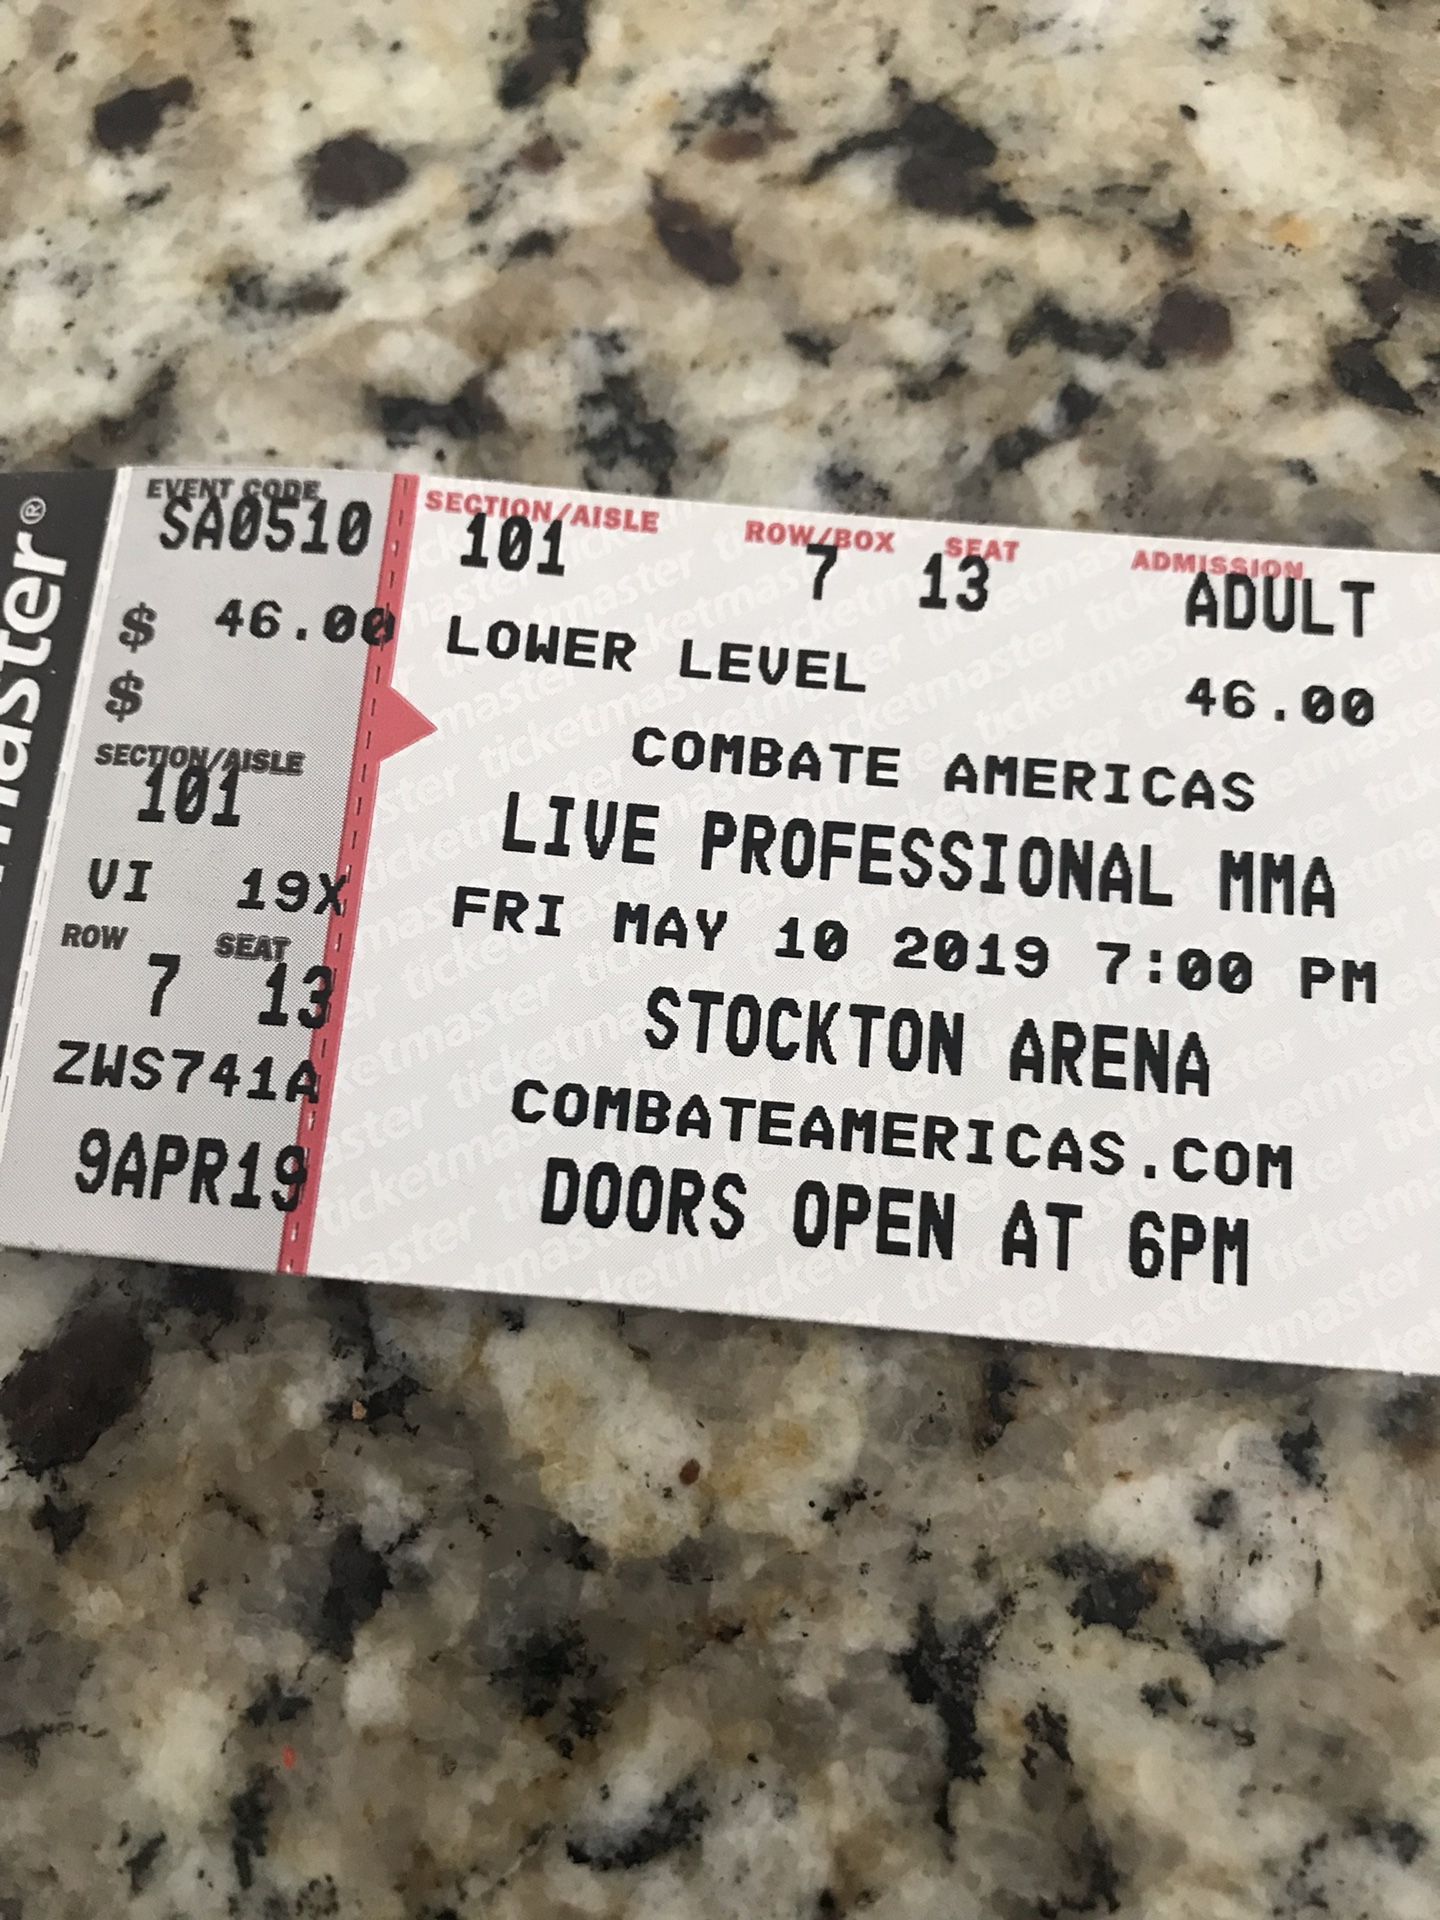 EVENT CODE
SA0510
$ 46.00
$
SECTION/AISLE
101
VI 19X
ROW SEAT
7 13
ZWS741A
9APR19
SECTION/AISLE ROW/BOX SEAT ADMISSION
101 7 13 ADULT
LOWER LEVEL 46.00
COMBATE AMERICAS
LIVE PROFESSIONAL MMA
FRI MAY 10 2019 7:00 PM
STOCKTON ARENA
COMBATEAMERICAS.COM
DOORS OPEN AT 6PM